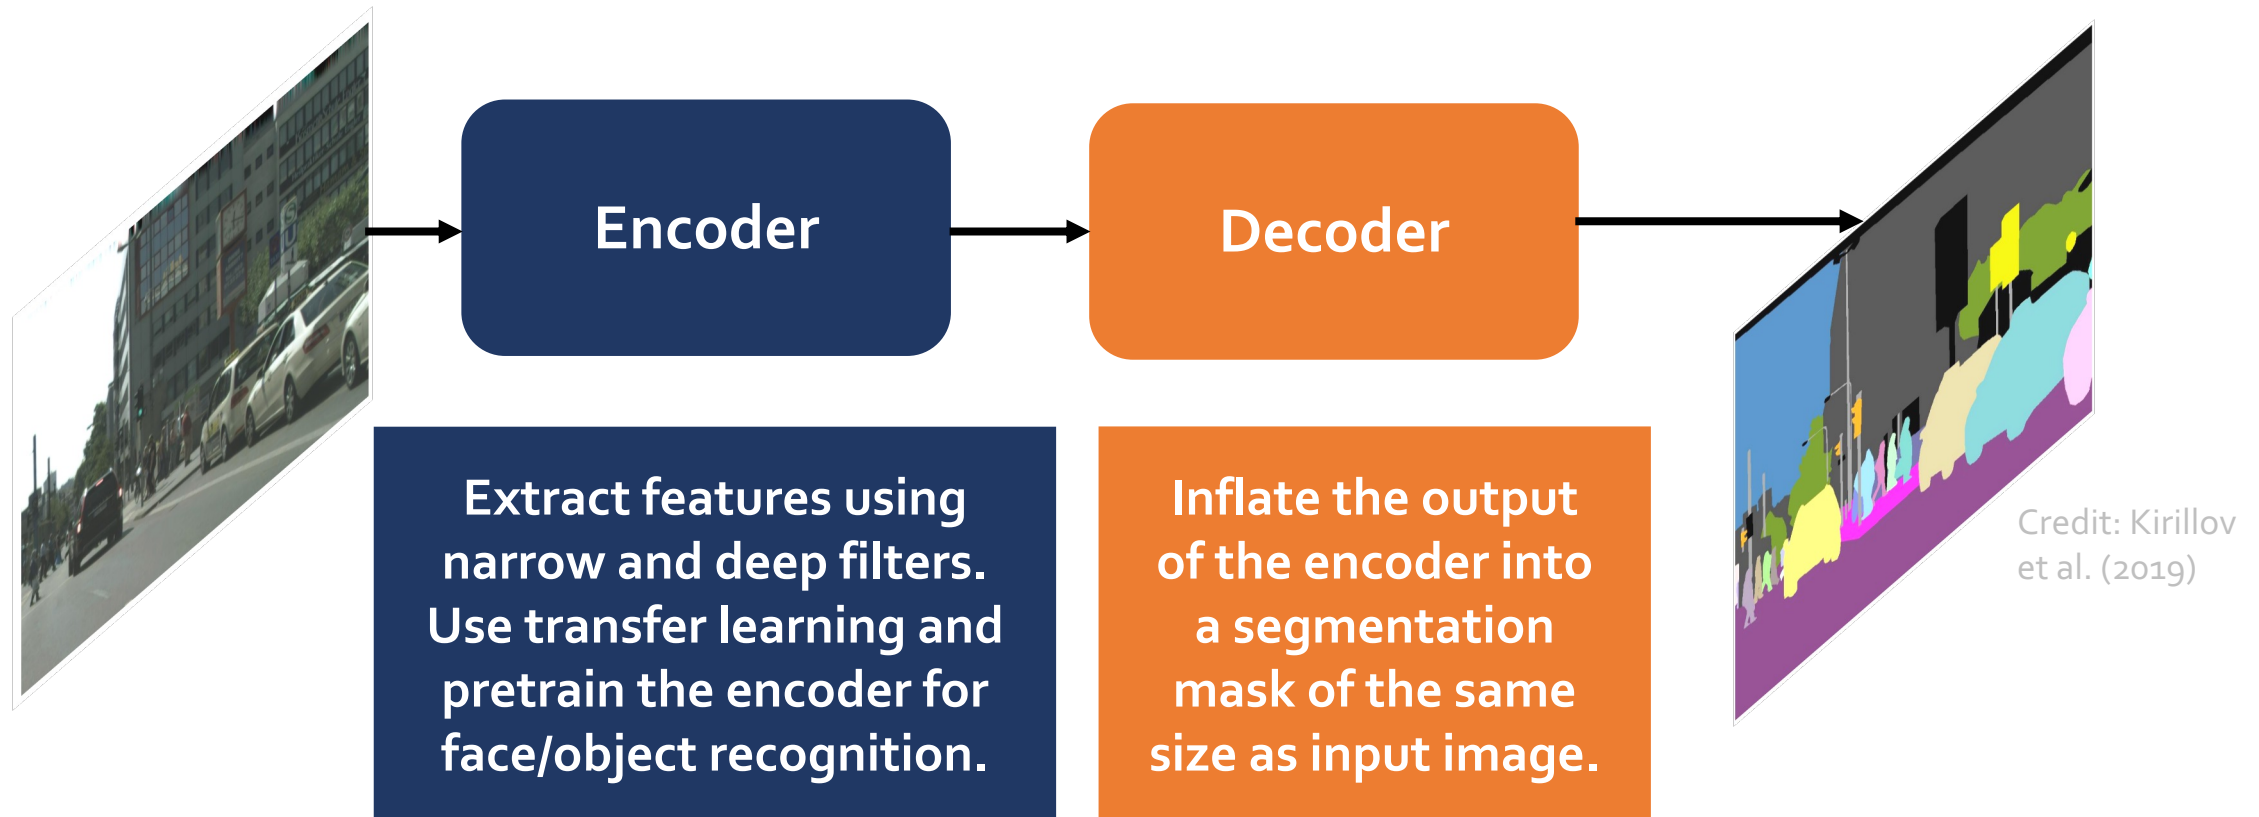 Encoder
Decoder
Extract features using
narrow and deep filters.
Use transfer learning and
pretrain the encoder for
face/object recognition.
Inflate the output
of the encoder into
a segmentation
mask of the same
size as input image.
Credit: Kirillov
et al. (2019)